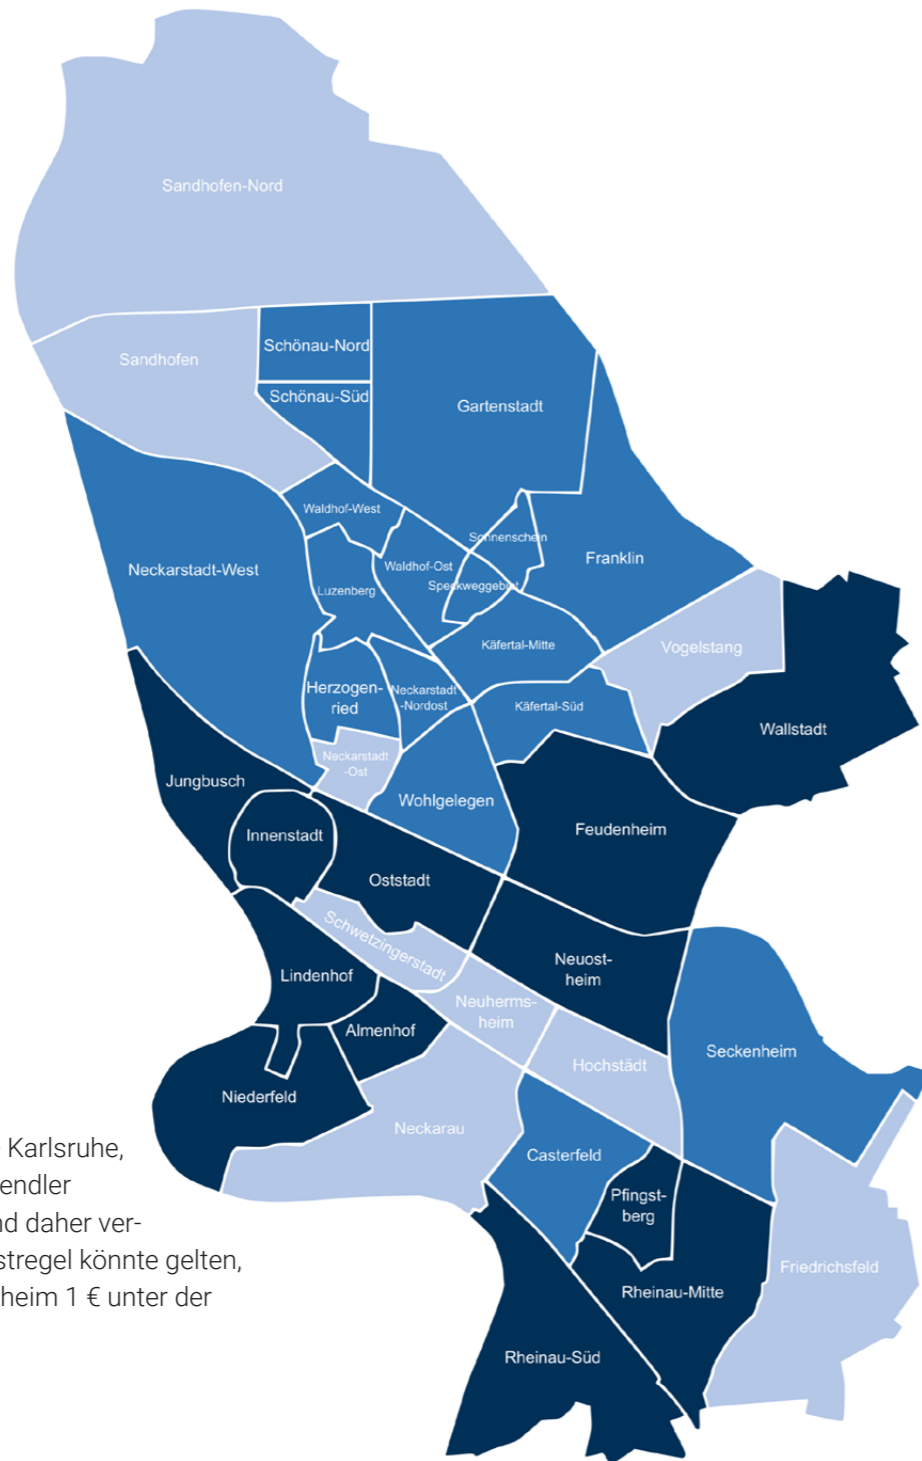 Sandhofen-Nord
Sandhofen
Schönau-Nord
Schönau-Süd
Gartenstadt
Waldhof-West
Sonnenschein
Neckarstadt-West
Waldhof-Ost
Franklin
Luzenberg
Speckweggebiet
Käfertal-Mitte
Vogelstang
Herzogen-
ried
Neckarstadt
-Nordost
Käfertal-Süd
Wallstadt
Neckarstadt
-Ost
Jungbusch
Wohlgelegen
Innenstadt
Feudenheim
Oststadt
Schwetzingerstadt
Neuost-
heim
Lindenhof
Neuherms-
heim
Almenhof
Hochstädt
Seckenheim
Niederfeld
Neckarau
Casterfeld
Pfingst-
berg
Friedrichsfeld
Rheinau-Mitte
Rheinau-Süd
Karlsruhe,
endler
nd daher ver-
stregel könnte gelten,
heim 1 € unter der